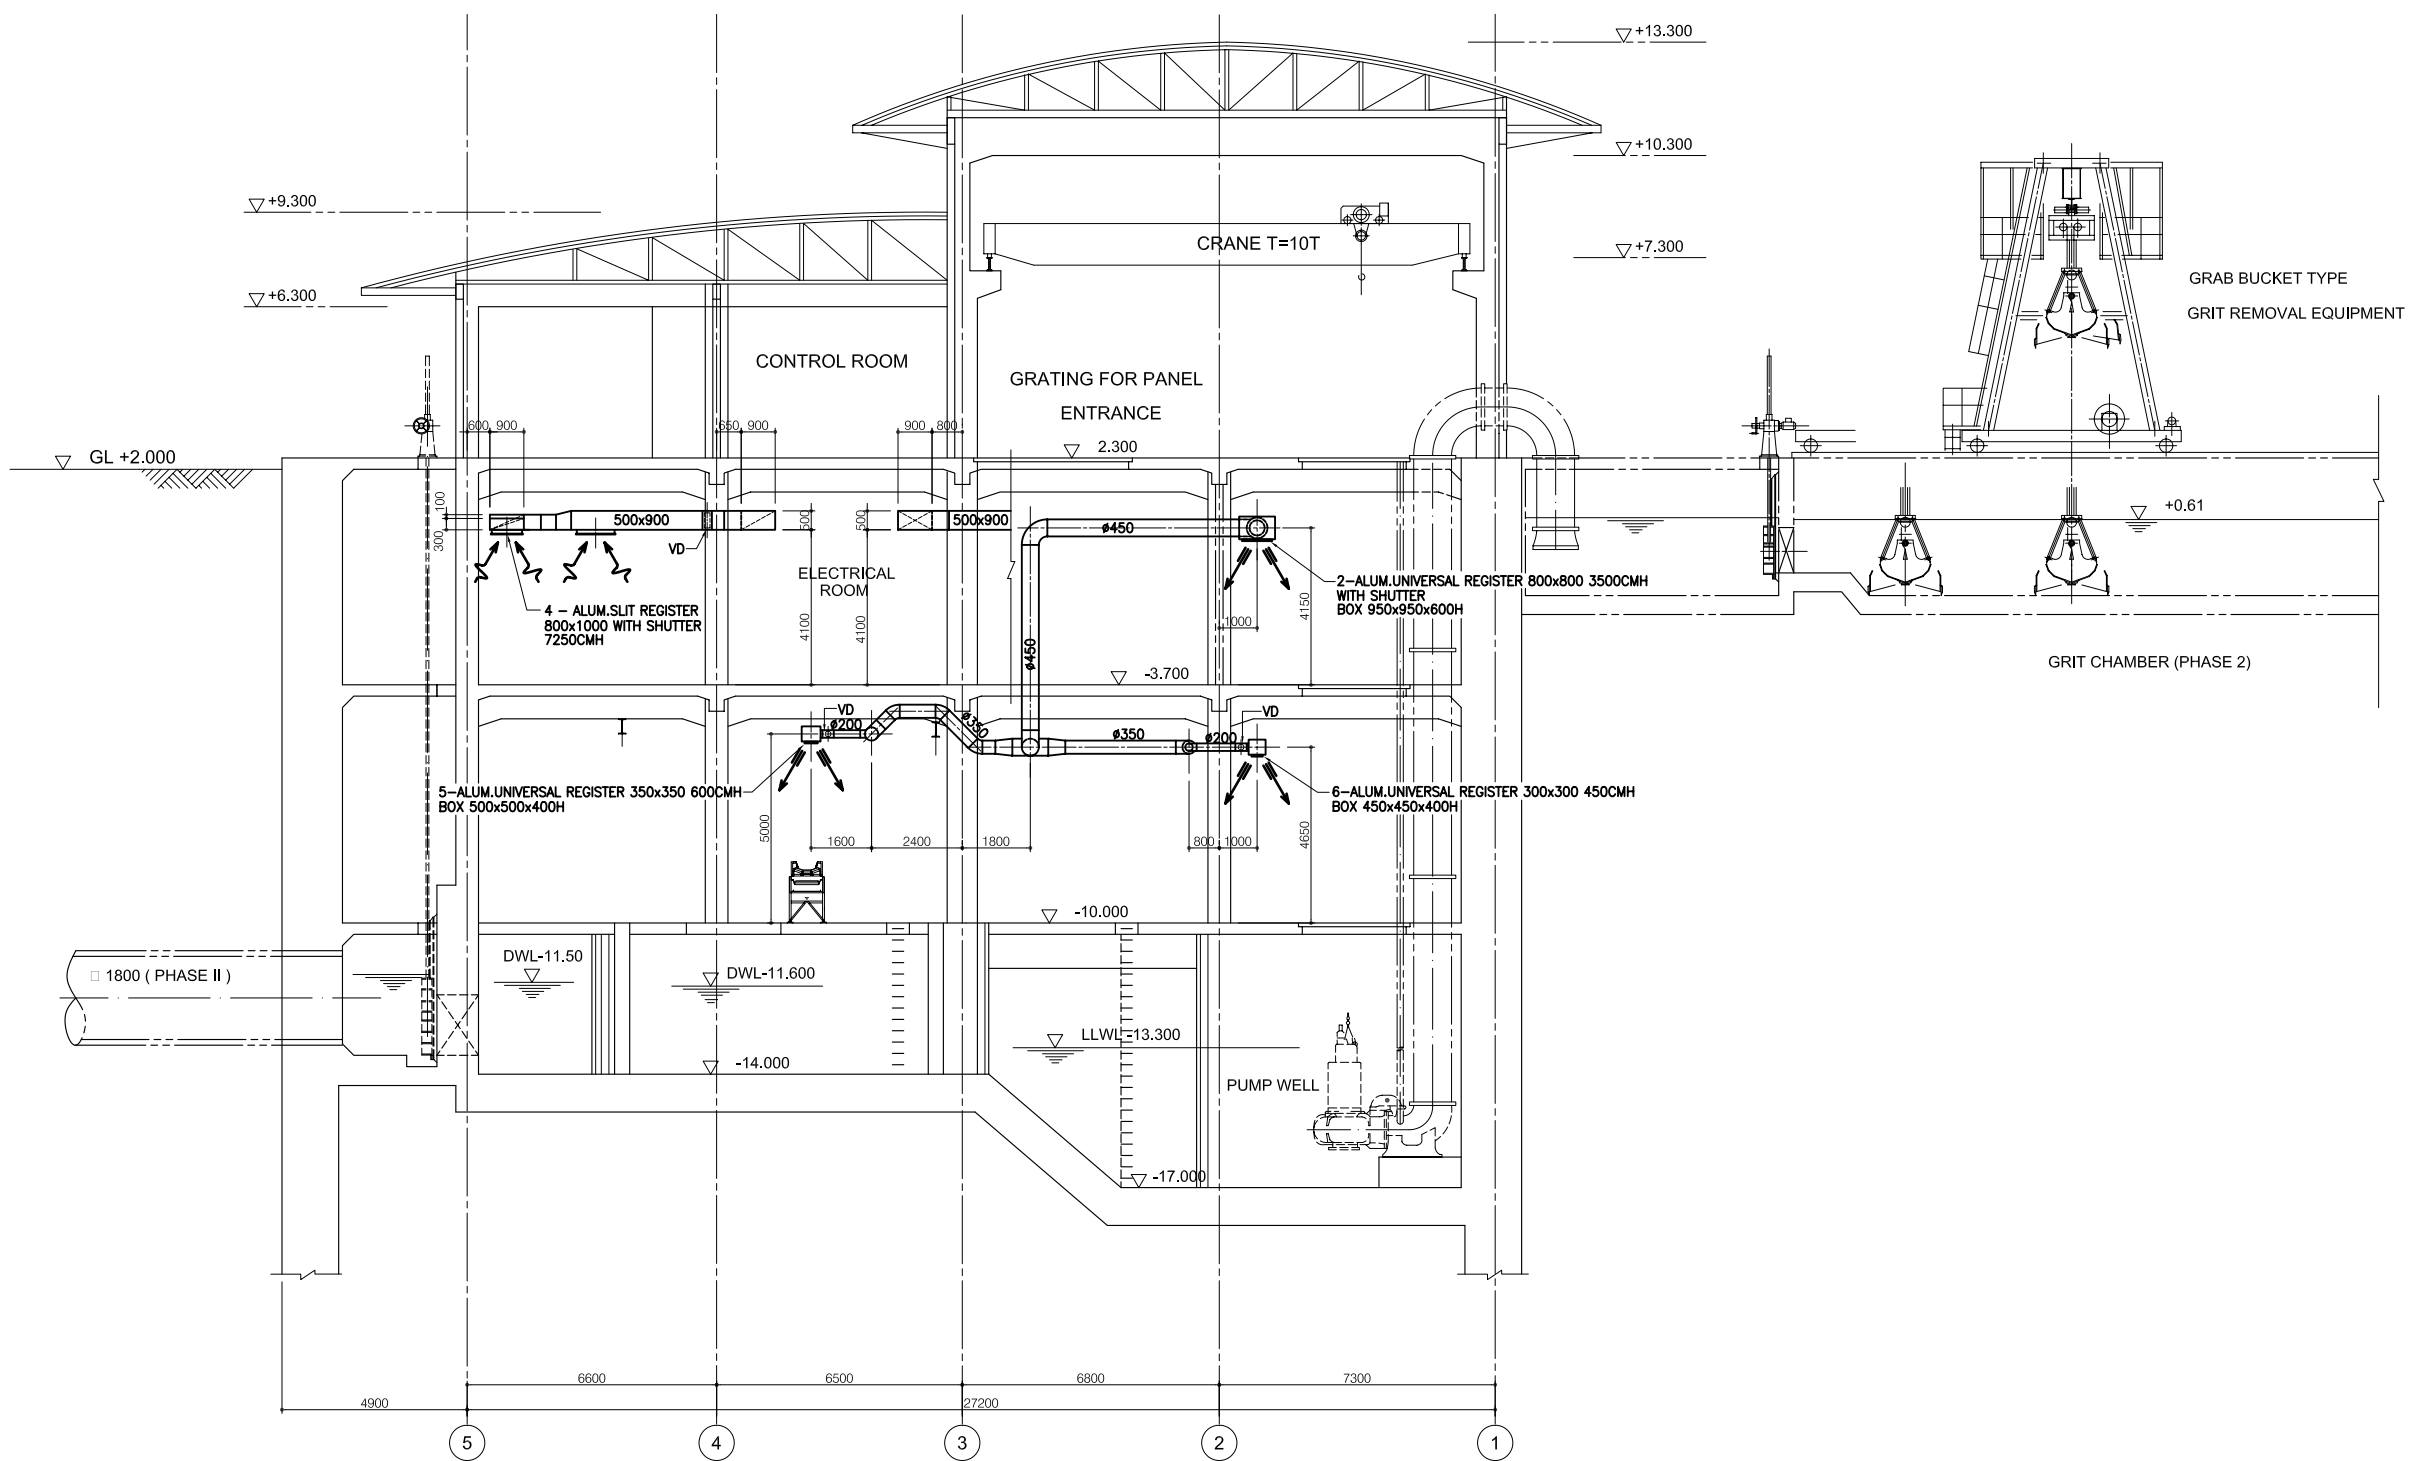 +13.300
+10.300
+9.300
+7.300
CRANE T=10T
GRAB BUCKET TYPE
GRIT REMOVAL EQUIPMENT
+6.300
CONTROL ROOM
GRATING FOR PANEL
ENTRANCE
600 900
650 900
900 800
2.300
GL +2.000
+0.61
100
300
500x900
500
500
500x900
ø450
VD
ELECTRICAL
ROOM
2-ALUM.UNIVERSAL REGISTER 800x800 3500CMH
WITH SHUTTER
BOX 950x950x600H
4 - ALUM.SLIT REGISTER
800x1000 WITH SHUTTER
7250CMH
4100
4100
1000
4150
ø450
GRIT CHAMBER (PHASE 2)
-3.700
VD
ø200
ø350
ø350
ø200
VD
5-ALUM.UNIVERSAL REGISTER 350x350 600CMH
BOX 500x500x400H
6-ALUM.UNIVERSAL REGISTER 300x300 450CMH
BOX 450x450x400H
5000
1600
2400
1800
800
1000
4650
-10.000
DWL-11.50
DWL-11.600
□ 1800 ( PHASE II )
LLWL -13.300
-14.000
PUMP WELL
-17.000
6600
6500
6800
7300
4900
27200
5
4
3
2
1